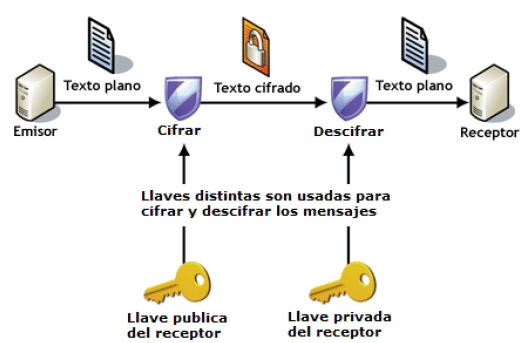 Texto plano
Texto cifrado
Texto plano
Emisor
Cifrar
Descifrar
Receptor
Llaves distintas son usadas para
cifrar y descifrar los mensajes
Llave publica
del receptor
Llave privada
del receptor